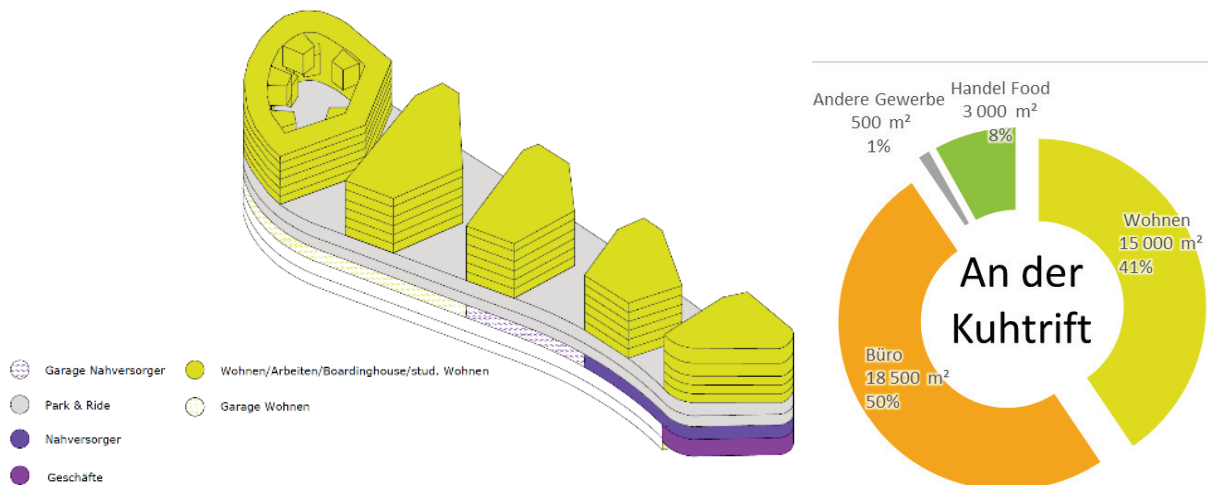 Garage Nahversorger
Park & Ride
Nahversorger
Geschäfte
Wohnen/Arbeiten/Boardinghouse/stud. Wohnen
Garage Wohnen
Andere Gewerbe
500 m²
1%
Handel Food
3 000 m²
8%
Wohnen
15 000 m²
41%
An der
Kuhtrift
Büro
18 500 m²
50%